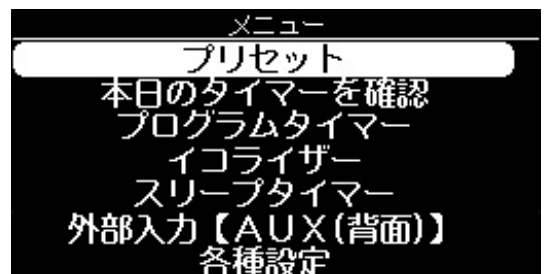 メニュー
プリセット
本日のタイマーを確認
プログラムタイマー
イコライザー
スリープタイマー
外部入力【ＡＵＸ(背面)】
各種設定